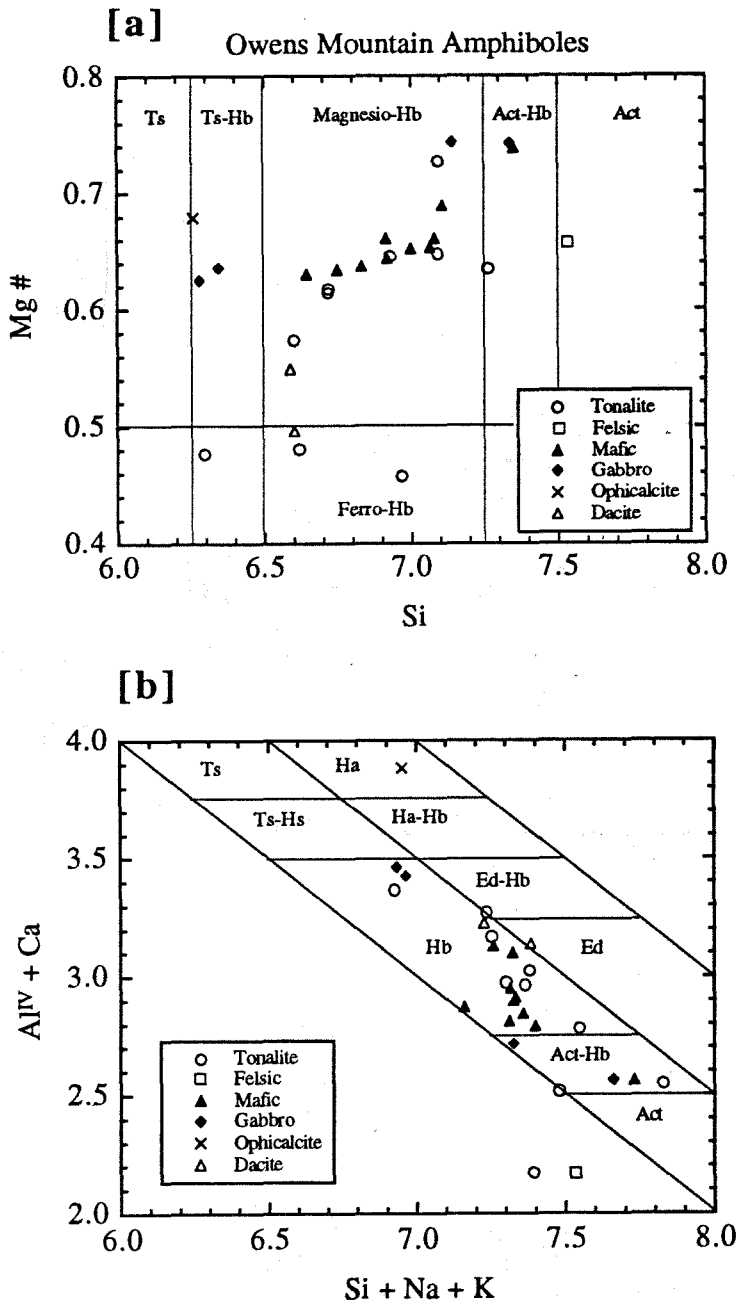 [a]
Owens Mountain Amphiboles
0.8
Ts Ts-Hb Magnesio-Hb Act-Hb Act
0.7
Mg #
0.6
0.5
Tonalite
Felsic
Mafic
Gabbro
Ophicalcite
Dacite
Ferro-Hb
0.4
6.0 6.5 7.0 7.5 8.0
Si
[b]
4.0
Ts Ha
Ts-Hs Ha-Hb
3.5
Ed-Hb
Hb Ed
Al^IV + Ca
3.0
Act-Hb
2.5
Act
Tonalite
Felsic
Mafic
Gabbro
Ophicalcite
Dacite
2.0
6.0 6.5 7.0 7.5 8.0
Si + Na + K